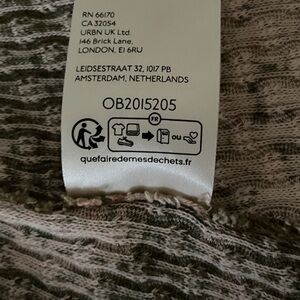 RN 66170
CA 32054
URBN UK Ltd
146 Brick Lane,
LONDON, E1 6RU
LEIDSESTRAAT 32, 1017 PB
AMSTERDAM, NETHERLANDS
OB2015205
FR
ou
quefairedemesdechets.fr